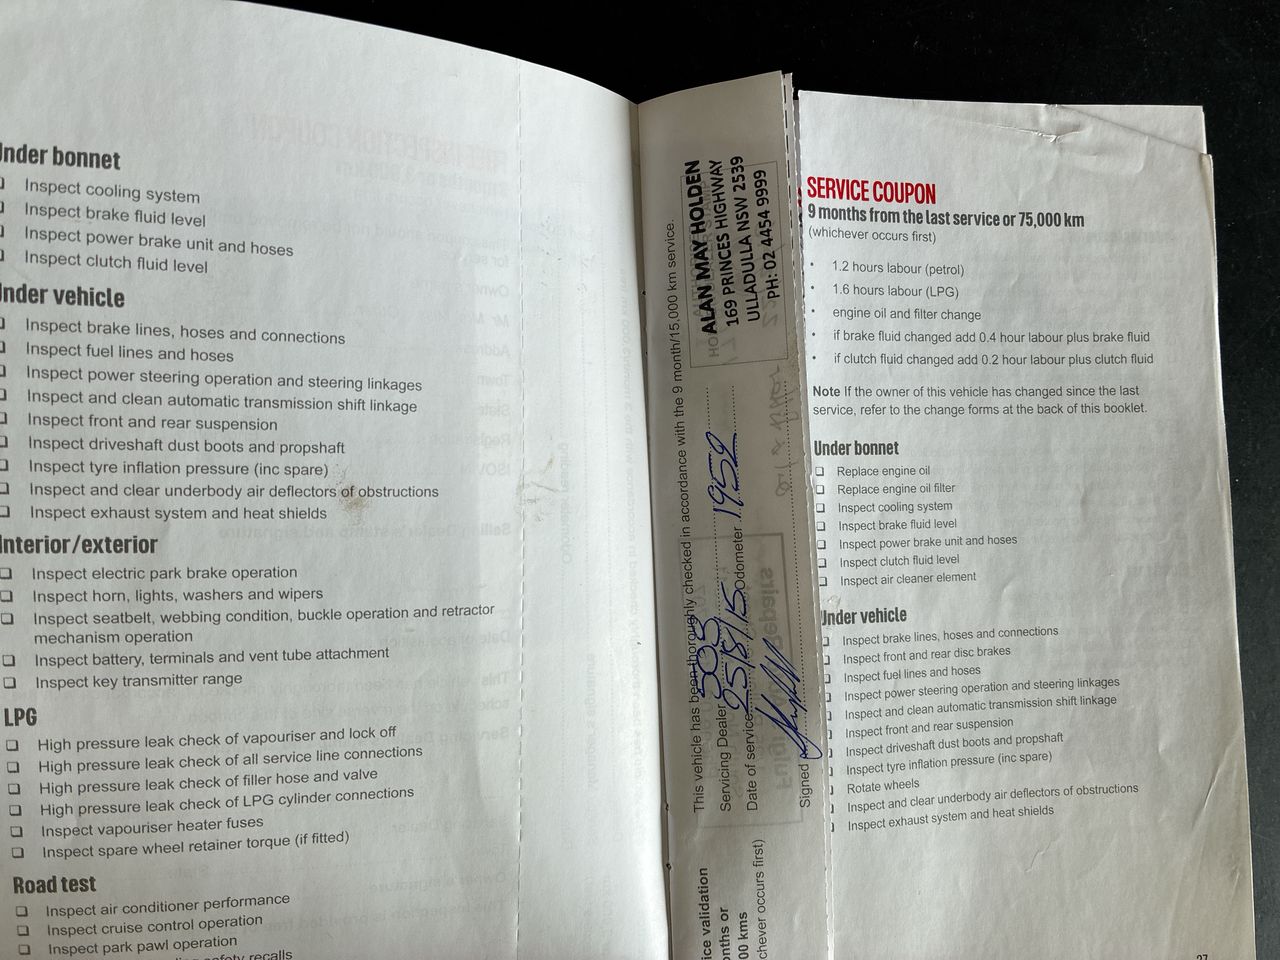 Under bonnet
Inspect cooling system
Inspect brake fluid level
Inspect power brake unit and hoses
Inspect clutch fluid level
Under vehicle
Inspect brake lines, hoses and connections
Inspect fuel lines and hoses
Inspect power steering operation and steering linkages
Inspect and clean automatic transmission shift linkage
Inspect front and rear suspension
Inspect driveshaft dust boots and propshaft
Inspect tyre inflation pressure (inc spare)
Inspect and clear underbody air deflectors of obstructions
Inspect exhaust system and heat shields
Interior/exterior
Inspect electric park brake operation
Inspect horn, lights, washers and wipers
Inspect seatbelt, webbing condition, buckle operation and retractor
mechanism operation
Inspect battery, terminals and vent tube attachment
Inspect key transmitter range
LPG
High pressure leak check of vapouriser and lock off
High pressure leak check of all service line connections
High pressure leak check of filler hose and valve
High pressure leak check of LPG cylinder connections
Inspect vapouriser heater fuses
Inspect spare wheel retainer torque (if fitted)
Road test
Inspect air conditioner performance
Inspect cruise control operation
Inspect park pawl operation
safety recalls
ice validation
onths or
00 kms
chever occurs first)
This vehicle has been thoroughly checked in accordance with the 9 month/15,000 km service.
Servicing Dealer 505
Date of service 25/8/15 Odometer 1952
Signed
ALAN MAY HOLDEN
169 PRINCES HIGHWAY
ULLADULLA NSW 2539
PH: 02 4454 9999
SERVICE COUPON
9 months from the last service or 75,000 km
(whichever occurs first)
• 1.2 hours labour (petrol)
• 1.6 hours labour (LPG)
• engine oil and filter change
• if brake fluid changed add 0.4 hour labour plus brake fluid
• if clutch fluid changed add 0.2 hour labour plus clutch fluid
Note If the owner of this vehicle has changed since the last
service, refer to the change forms at the back of this booklet.
Under bonnet
Replace engine oil
Replace engine oil filter
Inspect cooling system
Inspect brake fluid level
Inspect power brake unit and hoses
Inspect clutch fluid level
Inspect air cleaner element
Under vehicle
Inspect brake lines, hoses and connections
Inspect front and rear disc brakes
Inspect fuel lines and hoses
Inspect power steering operation and steering linkages
Inspect and clean automatic transmission shift linkage
Inspect front and rear suspension
Inspect driveshaft dust boots and propshaft
Inspect tyre inflation pressure (inc spare)
Rotate wheels
Inspect and clear underbody air deflectors of obstructions
Inspect exhaust system and heat shields
27